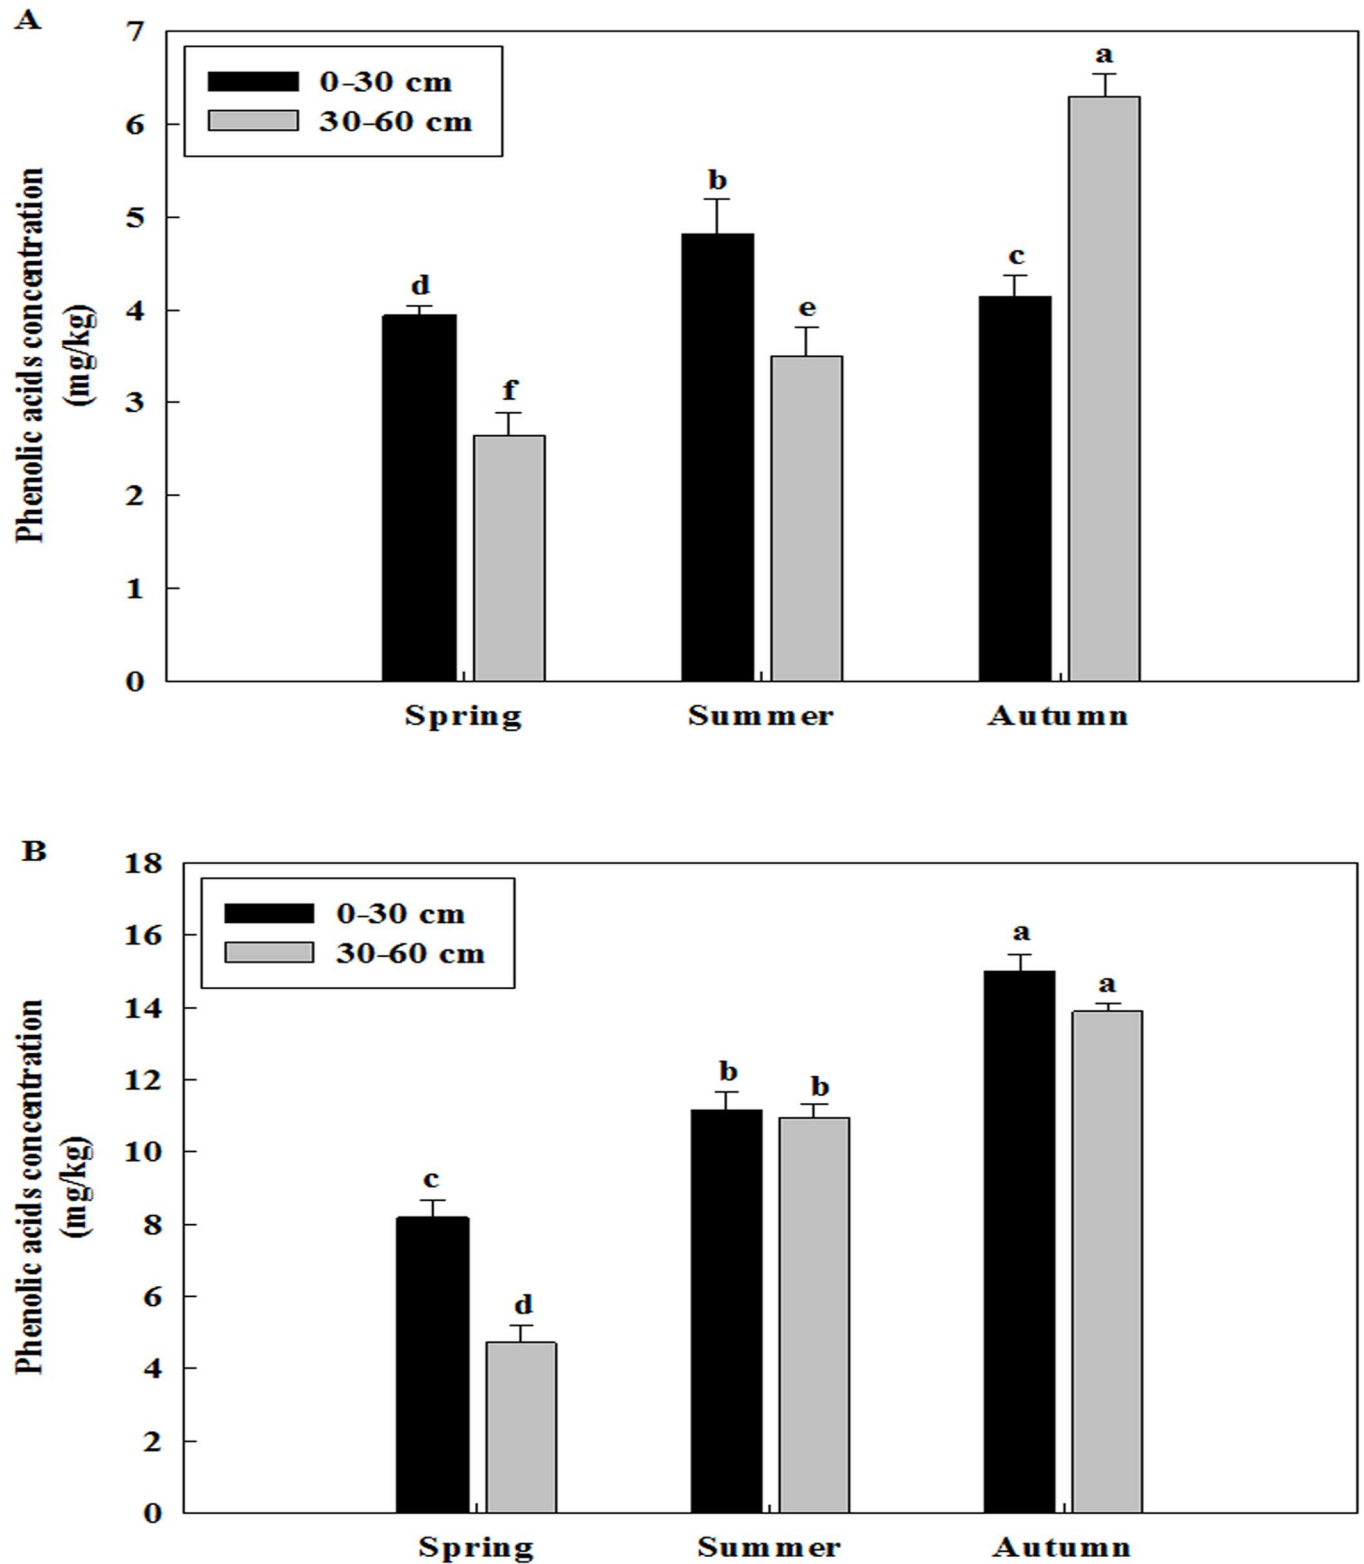 A
7
6
5
4
3
2
1
0
Phenolic acids concentration
(mg/kg)
0-30 cm
30-60 cm
d
f
b
e
c
a
Spring Summer Autumn
B
18
16
14
12
10
8
6
4
2
0
Phenolic acids concentration
(mg/kg)
0-30 cm
30-60 cm
c
d
b
b
a
a
Spring Summer Autumn